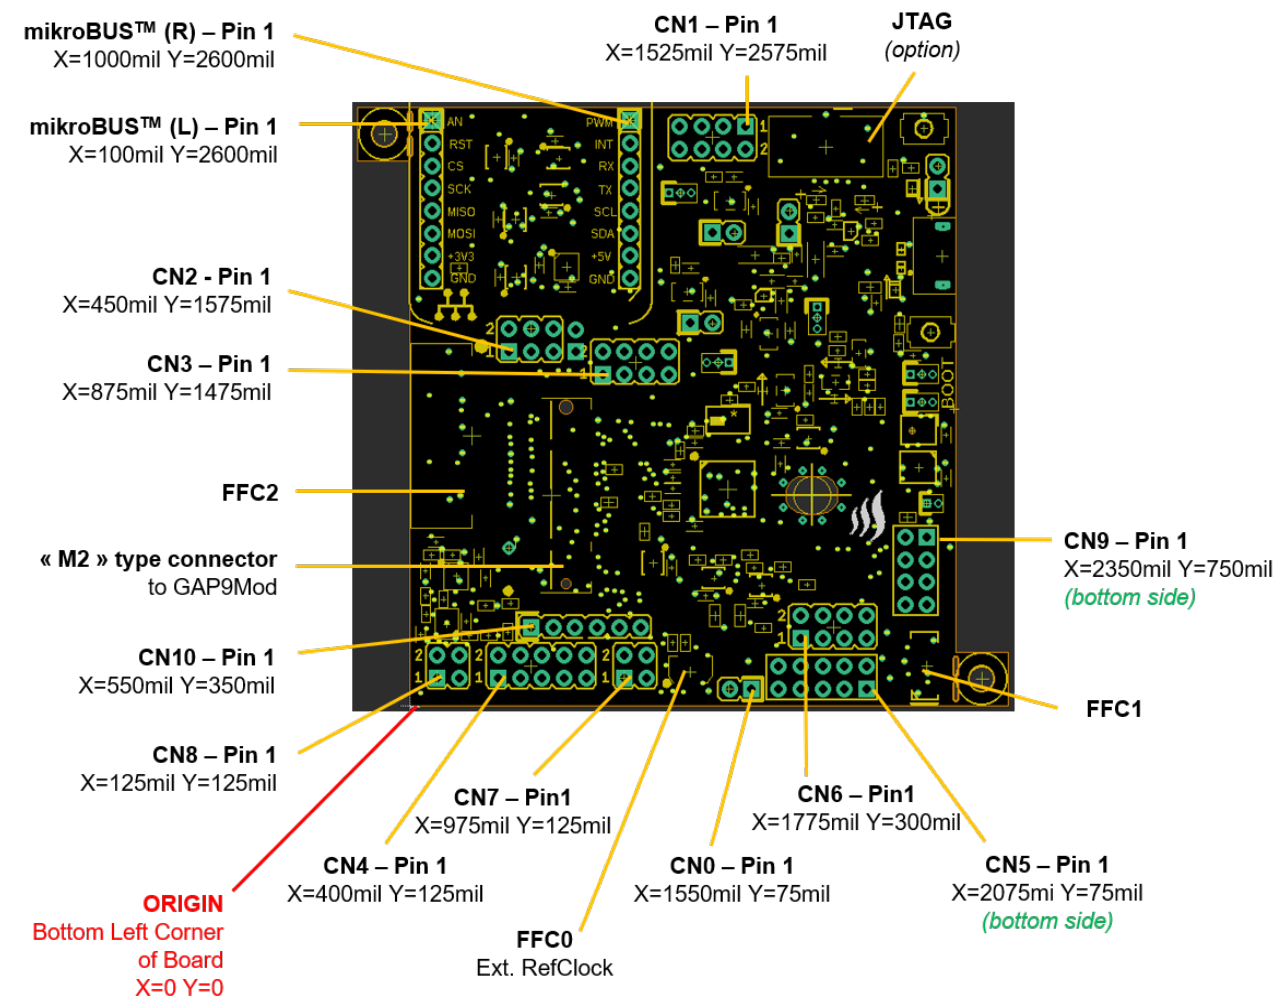 mikroBUS™ (R) – Pin 1
X=1000mil Y=2600mil
CN1 – Pin 1
X=1525mil Y=2575mil
JTAG
(option)
mikroBUS™ (L) – Pin 1
X=100mil Y=2600mil
AN
RST
CS
SCK
MISO
MOSI
+3V3
GND
PWM
INT
RX
TX
SCL
SDA
+5V
GND
1
2
CN2 - Pin 1
X=450mil Y=1575mil
2
1
CN3 – Pin 1
X=875mil Y=1475mil
2
1
BOOT
FFC2
« M2 » type connector
to GAP9Mod
CN9 – Pin 1
X=2350mil Y=750mil
(bottom side)
CN10 – Pin 1
X=550mil Y=350mil
2
1
2
1
2
1
2
1
FFC1
CN8 – Pin 1
X=125mil Y=125mil
CN7 – Pin1
X=975mil Y=125mil
CN6 – Pin1
X=1775mil Y=300mil
CN4 – Pin 1
X=400mil Y=125mil
CN0 – Pin 1
X=1550mil Y=75mil
CN5 – Pin 1
X=2075mi Y=75mil
(bottom side)
ORIGIN
Bottom Left Corner
of Board
X=0 Y=0
FFC0
Ext. RefClock